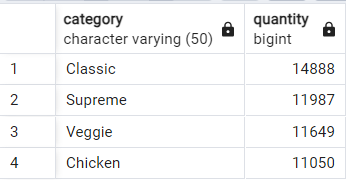 category quantity
character varying (50) bigint
1 Classic 14888
2 Supreme 11987
3 Veggie 11649
4 Chicken 11050